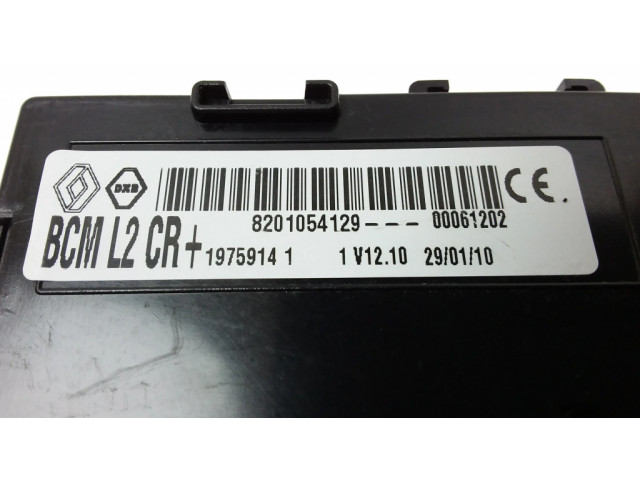 DXB
8201054129--- 00061202
BCM L2 CR+ 1975914 1 1 V12.10 29/01/10
CE.